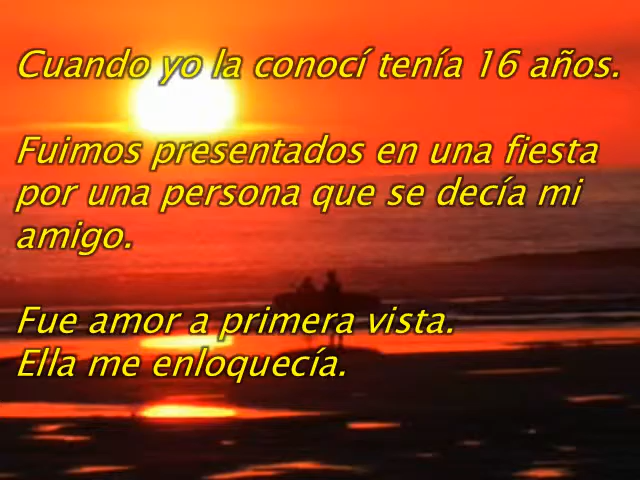 Cuando yo la conocí tenía 16 años.
Fuimos presentados en una fiesta
por una persona que se decía mi
amigo.
Fue amor a primera vista.
Ella me enloquecía.